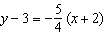 y − 3 = −5/4 (x + 2)